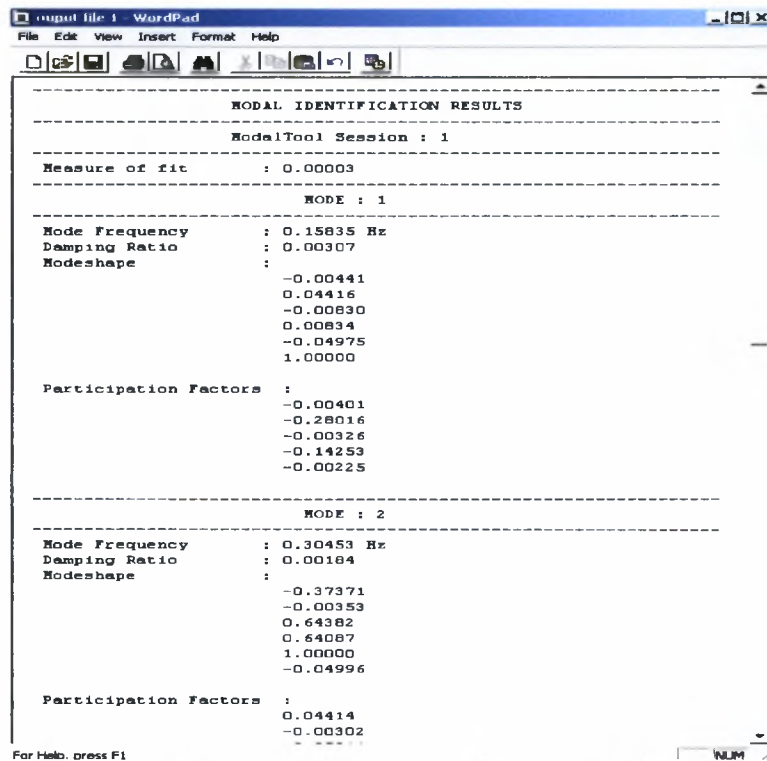 ouput file 1 - WordPad
File Edit View Insert Format Help
MODAL IDENTIFICATION RESULTS
ModalTool Session : 1
Measure of fit : 0.00003
MODE : 1
Mode Frequency : 0.15835 Hz
Damping Ratio : 0.00307
Modeshape :
-0.00441
0.04416
-0.00830
0.00834
-0.04975
1.00000
Participation Factors :
-0.00401
-0.28016
-0.00326
-0.14253
-0.00225
MODE : 2
Mode Frequency : 0.30453 Hz
Damping Ratio : 0.00184
Modeshape :
-0.37371
-0.00353
0.64382
0.64087
1.00000
-0.04996
Participation Factors :
0.04414
-0.00302
For Help, press F1
NUM